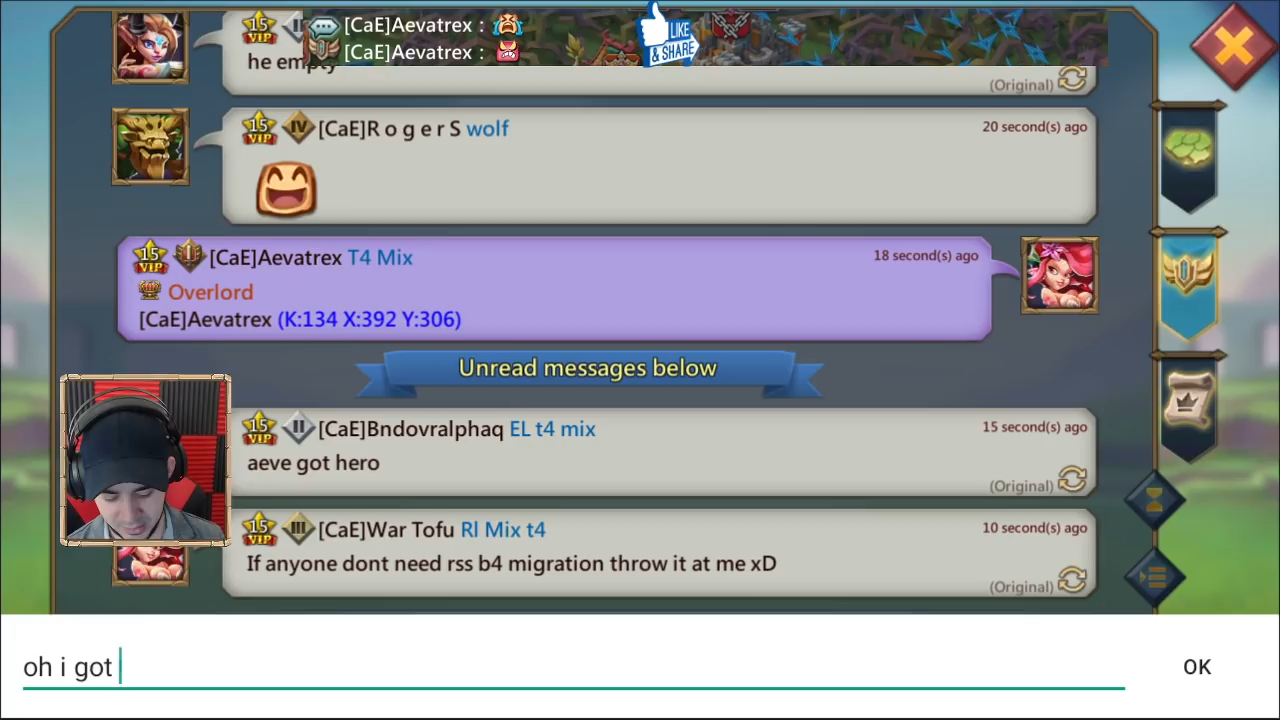 [CaE]Aevatrex :
[CaE]Aevatrex :
LIKE
& SHARE
15
VIP
he empty
(Original)
15
VIP
IV
[CaE]R o g e r S wolf
20 second(s) ago
15
VIP
[CaE]Aevatrex T4 Mix
18 second(s) ago
Overlord
[CaE]Aevatrex (K:134 X:392 Y:306)
Unread messages below
15
VIP
II
[CaE]Bndovralphaq EL t4 mix
15 second(s) ago
aeve got hero
(Original)
15
VIP
III
[CaE]War Tofu Rl Mix t4
10 second(s) ago
If anyone dont need rss b4 migration throw it at me xD
(Original)
oh i got
OK